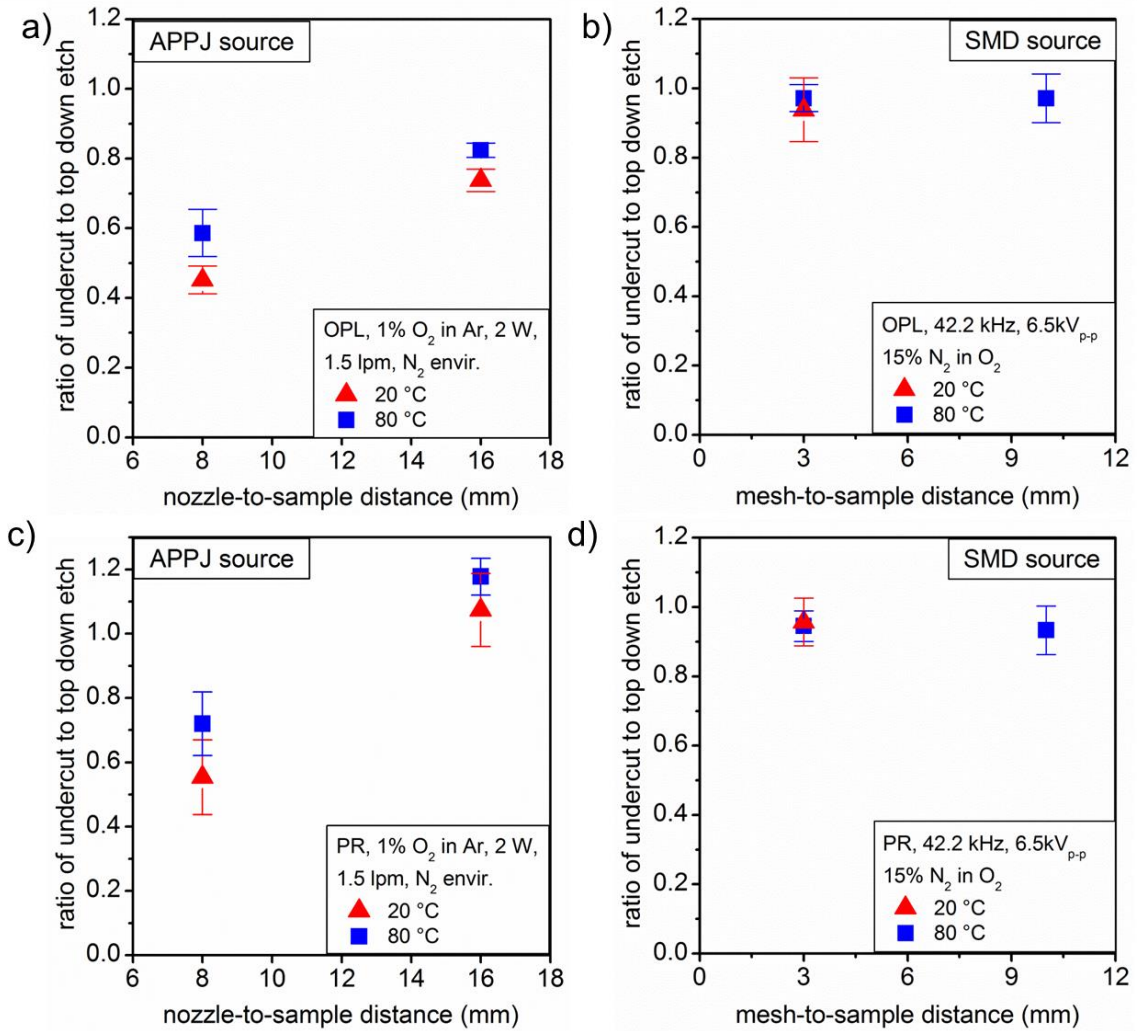 a)
APPJ source
ratio of undercut to top down etch
1.2
1.0
0.8
0.6
0.4
0.2
0.0
OPL, 1% O₂ in Ar, 2 W,
1.5 lpm, N₂ envir.
20 °C
80 °C
6 8 10 12 14 16 18
nozzle-to-sample distance (mm)
b)
SMD source
ratio of undercut to top down etch
1.2
1.0
0.8
0.6
0.4
0.2
0.0
OPL, 42.2 kHz, 6.5kVₚ₋ₚ
15% N₂ in O₂
20 °C
80 °C
0 3 6 9 12
mesh-to-sample distance (mm)
c)
APPJ source
ratio of undercut to top down etch
1.2
1.0
0.8
0.6
0.4
0.2
0.0
PR, 1% O₂ in Ar, 2 W,
1.5 lpm, N₂ envir.
20 °C
80 °C
6 8 10 12 14 16 18
nozzle-to-sample distance (mm)
d)
SMD source
ratio of undercut to top down etch
1.2
1.0
0.8
0.6
0.4
0.2
0.0
PR, 42.2 kHz, 6.5kVₚ₋ₚ
15% N₂ in O₂
20 °C
80 °C
0 3 6 9 12
mesh-to-sample distance (mm)